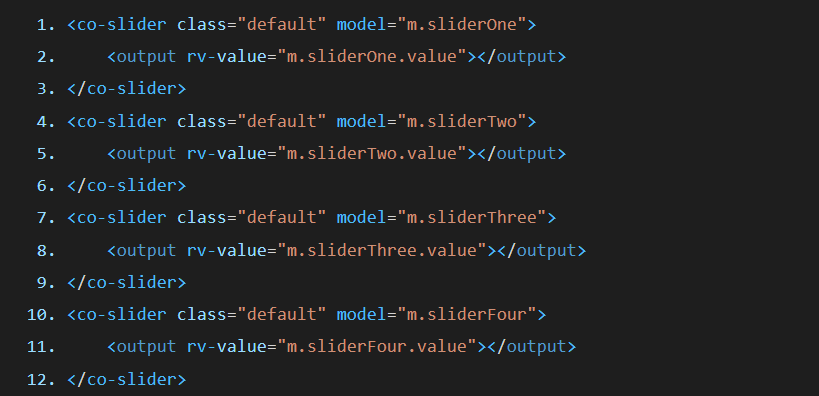 1. <co-slider class="default" model="m.sliderOne">
2.     <output rv-value="m.sliderOne.value"></output>
3. </co-slider>
4. <co-slider class="default" model="m.sliderTwo">
5.     <output rv-value="m.sliderTwo.value"></output>
6. </co-slider>
7. <co-slider class="default" model="m.sliderThree">
8.     <output rv-value="m.sliderThree.value"></output>
9. </co-slider>
10. <co-slider class="default" model="m.sliderFour">
11.     <output rv-value="m.sliderFour.value"></output>
12. </co-slider>